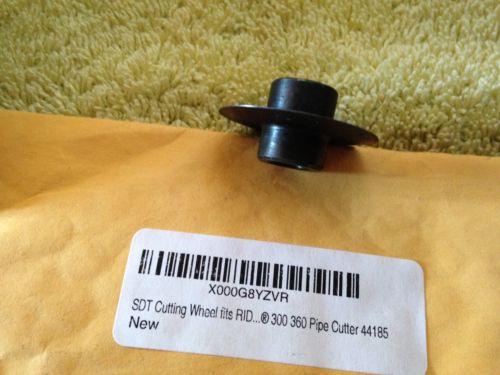 X000G8YZVR
SDT Cutting Wheel fits RID...® 300 360 Pipe Cutter 44185
New